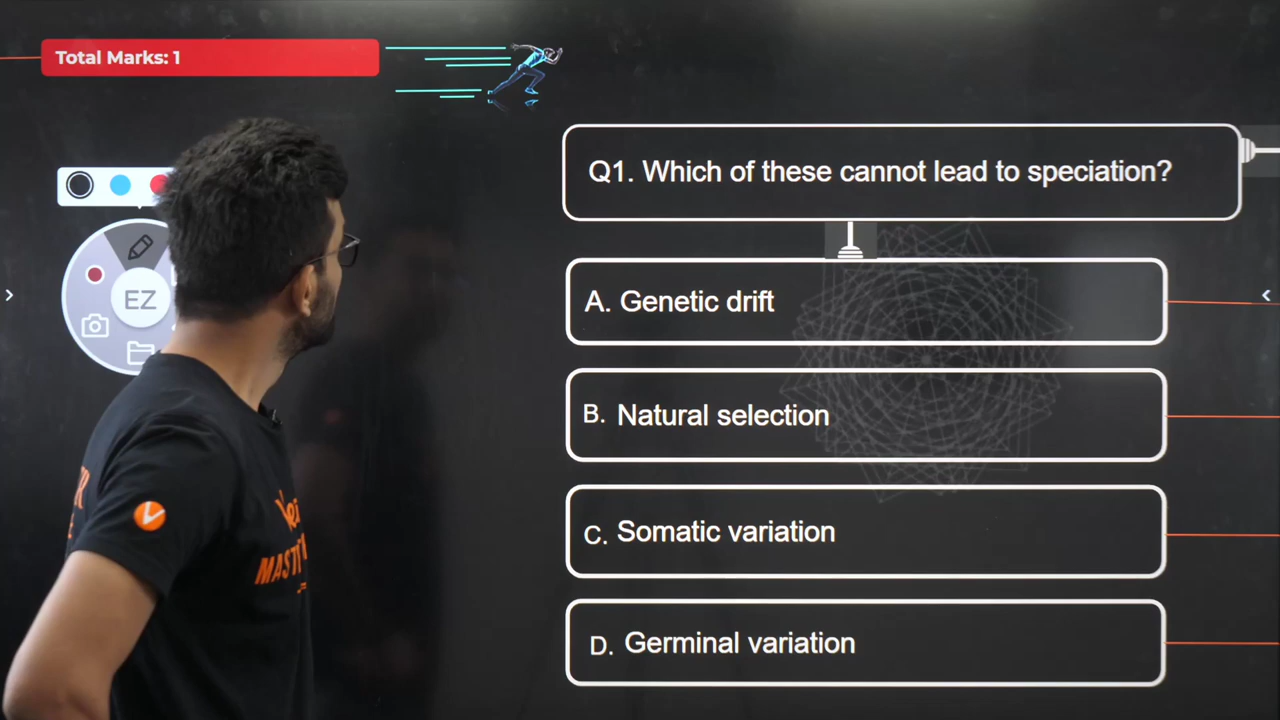 Total Marks: 1
Q1. Which of these cannot lead to speciation?
EZ
A. Genetic drift
B. Natural selection
C. Somatic variation
D. Germinal variation